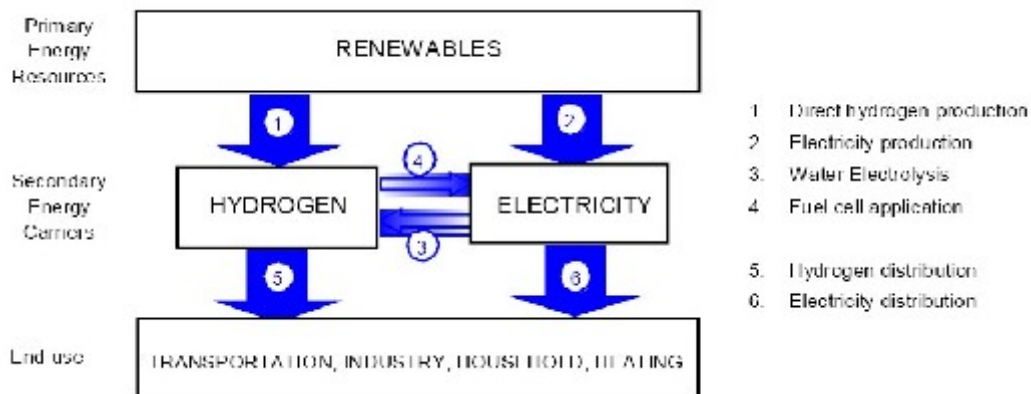 Primary
Energy
Resources
RENEWABLES
1
2
Secondary
Energy
Carriers
HYDROGEN
4
3
ELECTRICITY
5
6
End use
TRANSPORTATION, INDUSTRY, HOUSEHOLD, HEATING
1 Direct hydrogen production
2 Electricity production
3. Water Electrolysis
4 Fuel cell application
5. Hydrogen distribution
6. Electricity distribution